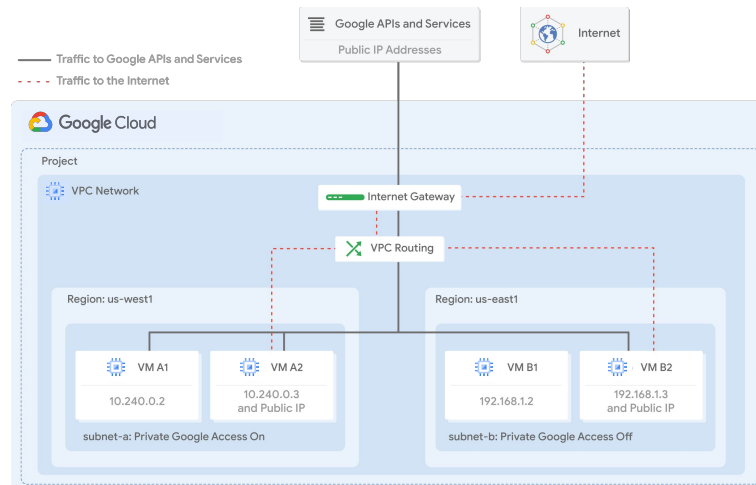 Google APIs and Services
Public IP Addresses
Internet
Traffic to Google APIs and Services
Traffic to the Internet
Google Cloud
Project
VPC Network
Internet Gateway
VPC Routing
Region: us-west1
Region: us-east1
VM A1
10.240.0.2
VM A2
10.240.0.3
and Public IP
VM B1
192.168.1.2
VM B2
192.168.1.3
and Public IP
subnet-a: Private Google Access On
subnet-b: Private Google Access Off